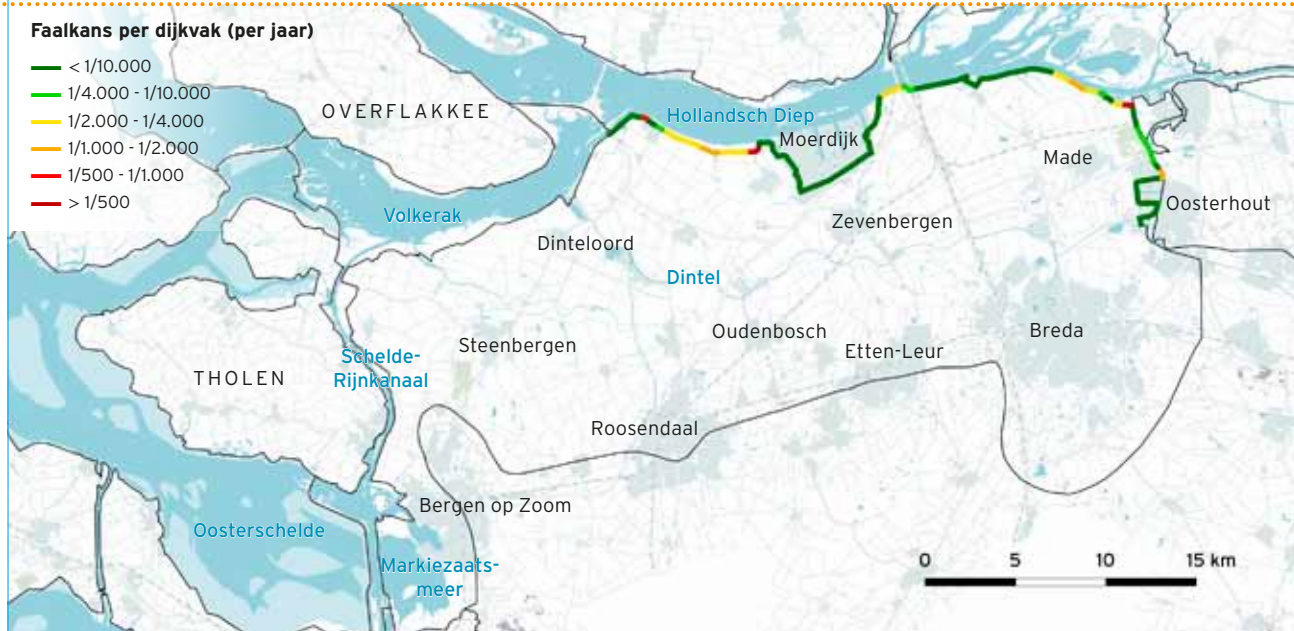 Faalkans per dijkvak (per jaar)
< 1/10.000
1/4.000 - 1/10.000
1/2.000 - 1/4.000
1/1.000 - 1/2.000
1/500 - 1/1.000
> 1/500
OVERFLAKKEE
Hollandsch Diep
Moerdijk
Made
Oosterhout
Volkerak
Zevenbergen
Dinteloord
Dintel
Oudenbosch
Breda
Steenbergen
Etten-Leur
Schelde-
Rijnkanaal
THOLEN
Roosendaal
Bergen op Zoom
Oosterschelde
Markiezaats-
meer
0 5 10 15 km